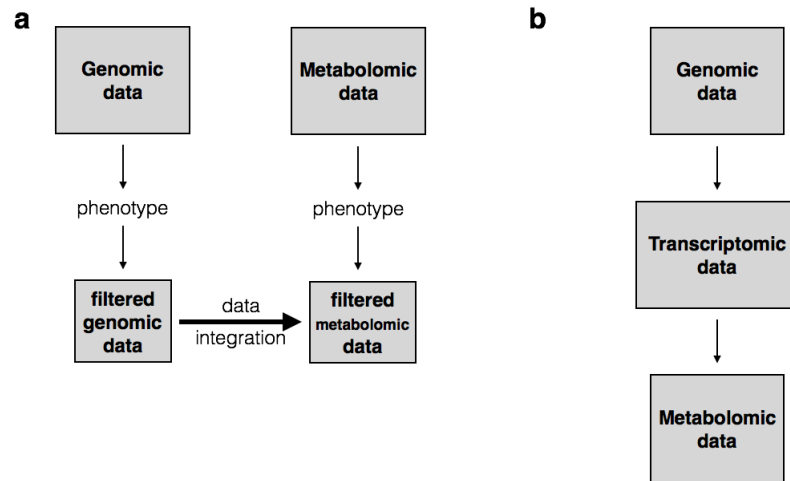 a
Genomic
data
Metabolomic
data
phenotype
phenotype
filtered
genomic
data
data
integration
filtered
metabolomic
data
b
Genomic
data
Transcriptomic
data
Metabolomic
data